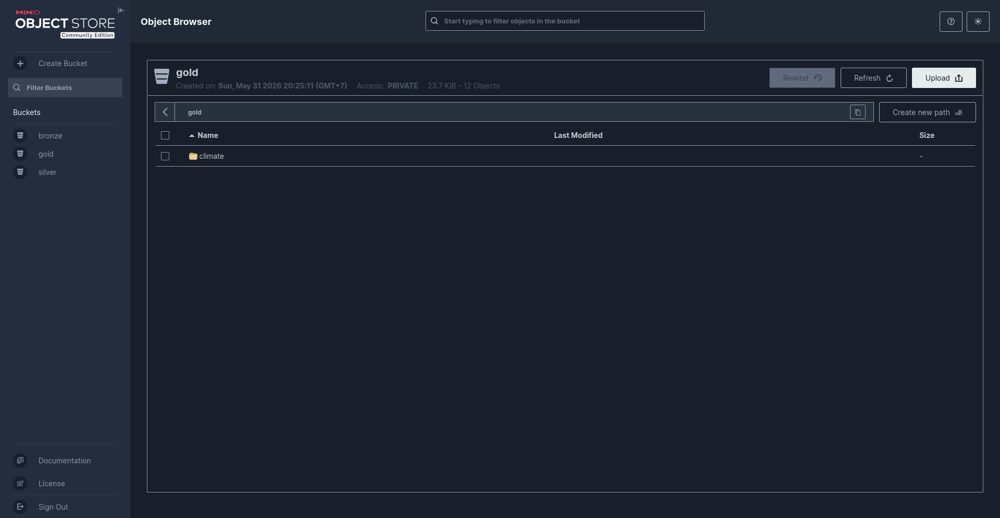 MINIO
OBJECT STORE
Community Edition
Create Bucket
Filter Buckets
Buckets
bronze
gold
silver
Documentation
License
Sign Out
Object Browser
Start typing to filter objects in the bucket
gold
Created on: Sun, May 31 2026 20:25:11 (GMT+7) Access: PRIVATE 23.7 KiB - 12 Objects
Rewind
Refresh
Upload
gold
Create new path
Name Last Modified Size
climate -